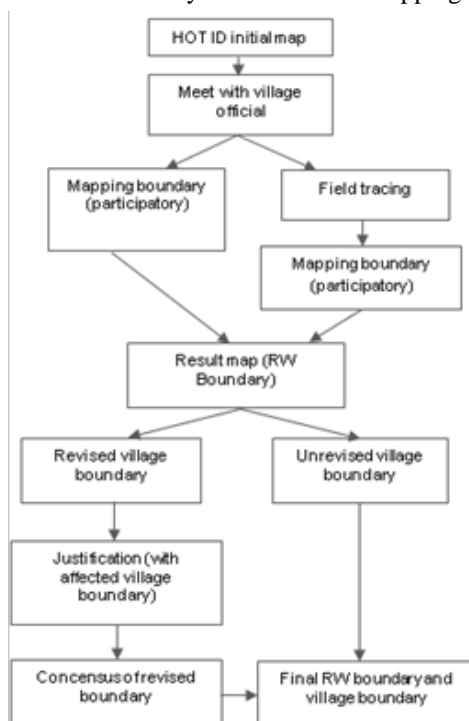 HOT ID initial map
Meet with village
official
Mapping boundary
(participatory)
Field tracing
Mapping boundary
(participatory)
Result map (RW
Boundary)
Revised village
boundary
Unrevised village
boundary
Justification (with
affected village
boundary)
Concensus of revised
boundary
Final RW boundary and
village boundary